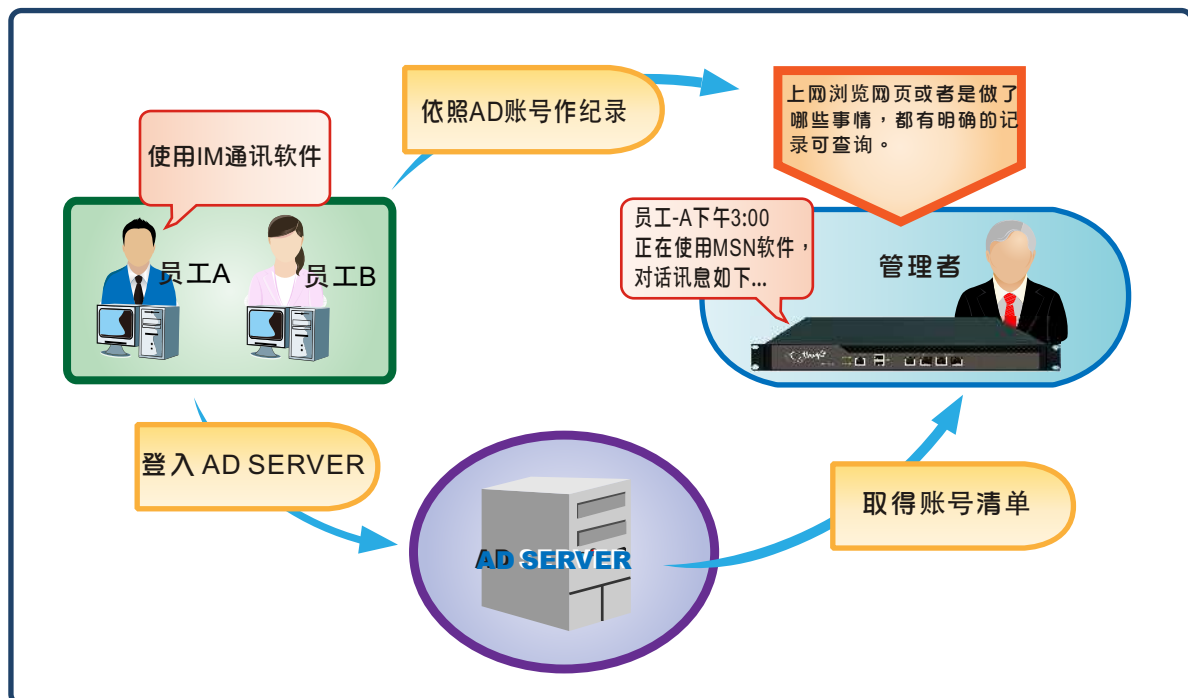 依照AD账号作纪录
上网浏览网页或者是做了
哪些事情，都有明确的记
录可查询。
使用IM通讯软件
员工-A下午3:00
正在使用MSN软件，
对话讯息如下...
管理者
员工A
员工B
登入 AD SERVER
取得账号清单
AD SERVER